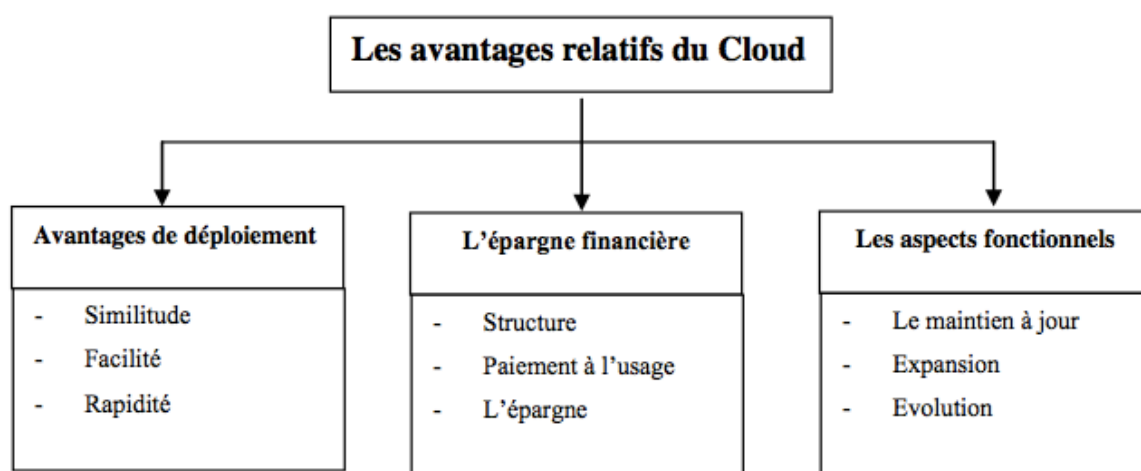 Les avantages relatifs du Cloud
Avantages de déploiement
- Similitude
- Facilité
- Rapidité
L’épargne financière
- Structure
- Paiement à l’usage
- L’épargne
Les aspects fonctionnels
- Le maintien à jour
- Expansion
- Evolution